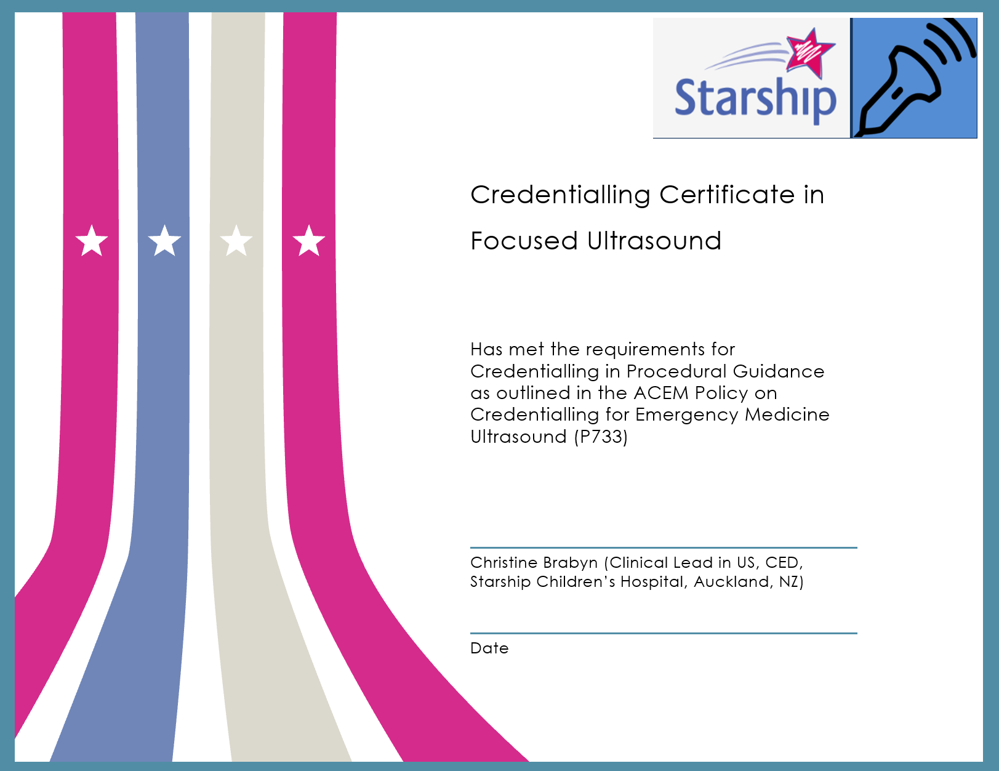 Starship
Credentialling Certificate in
Focused Ultrasound
Has met the requirements for
Credentialling in Procedural Guidance
as outlined in the ACEM Policy on
Credentialling for Emergency Medicine
Ultrasound (P733)
Christine Brabyn (Clinical Lead in US, CED,
Starship Children’s Hospital, Auckland, NZ)
Date